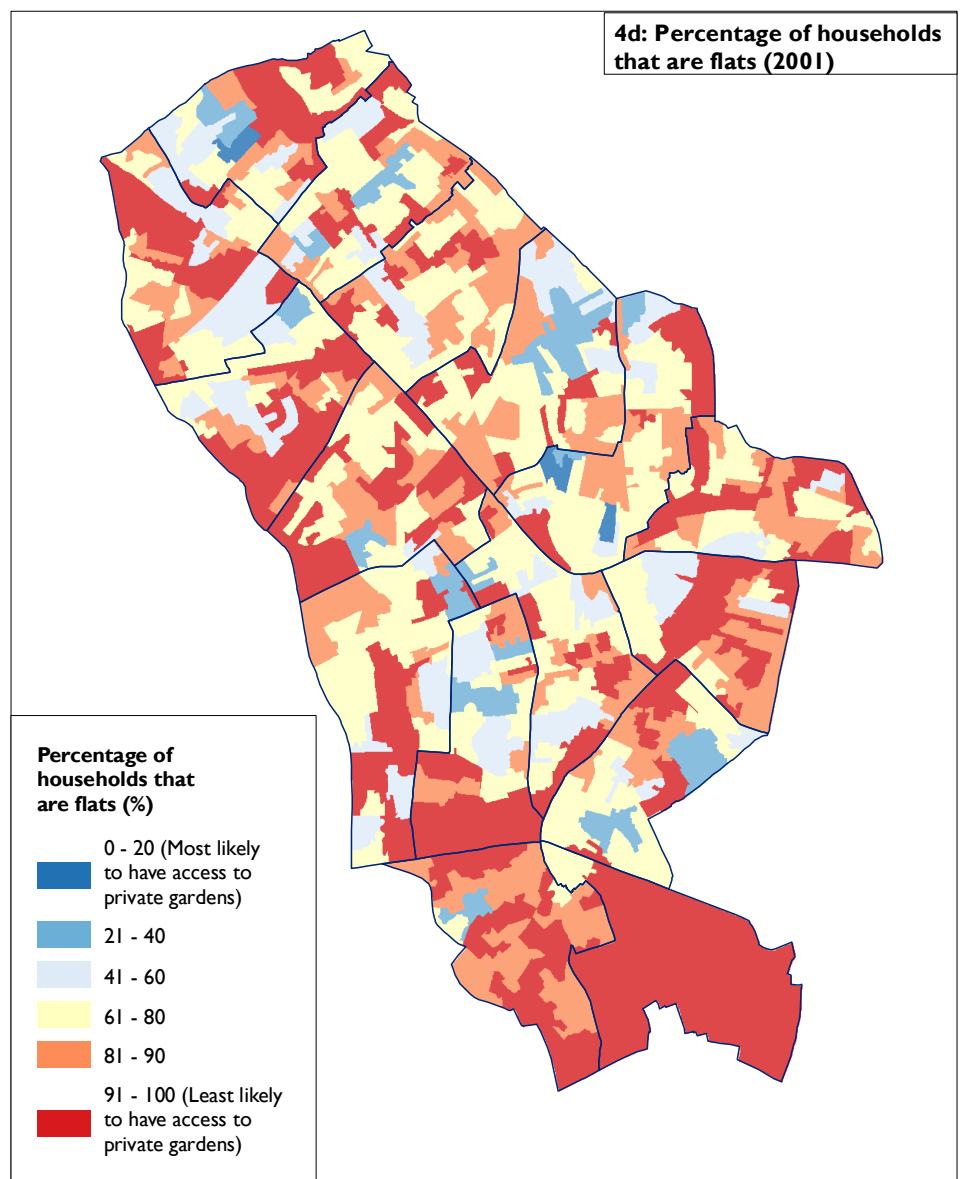 4d: Percentage of households
that are flats (2001)
Percentage of
households that
are flats (%)
0 - 20 (Most likely
to have access to
private gardens)
21 - 40
41 - 60
61 - 80
81 - 90
91 - 100 (Least likely
to have access to
private gardens)